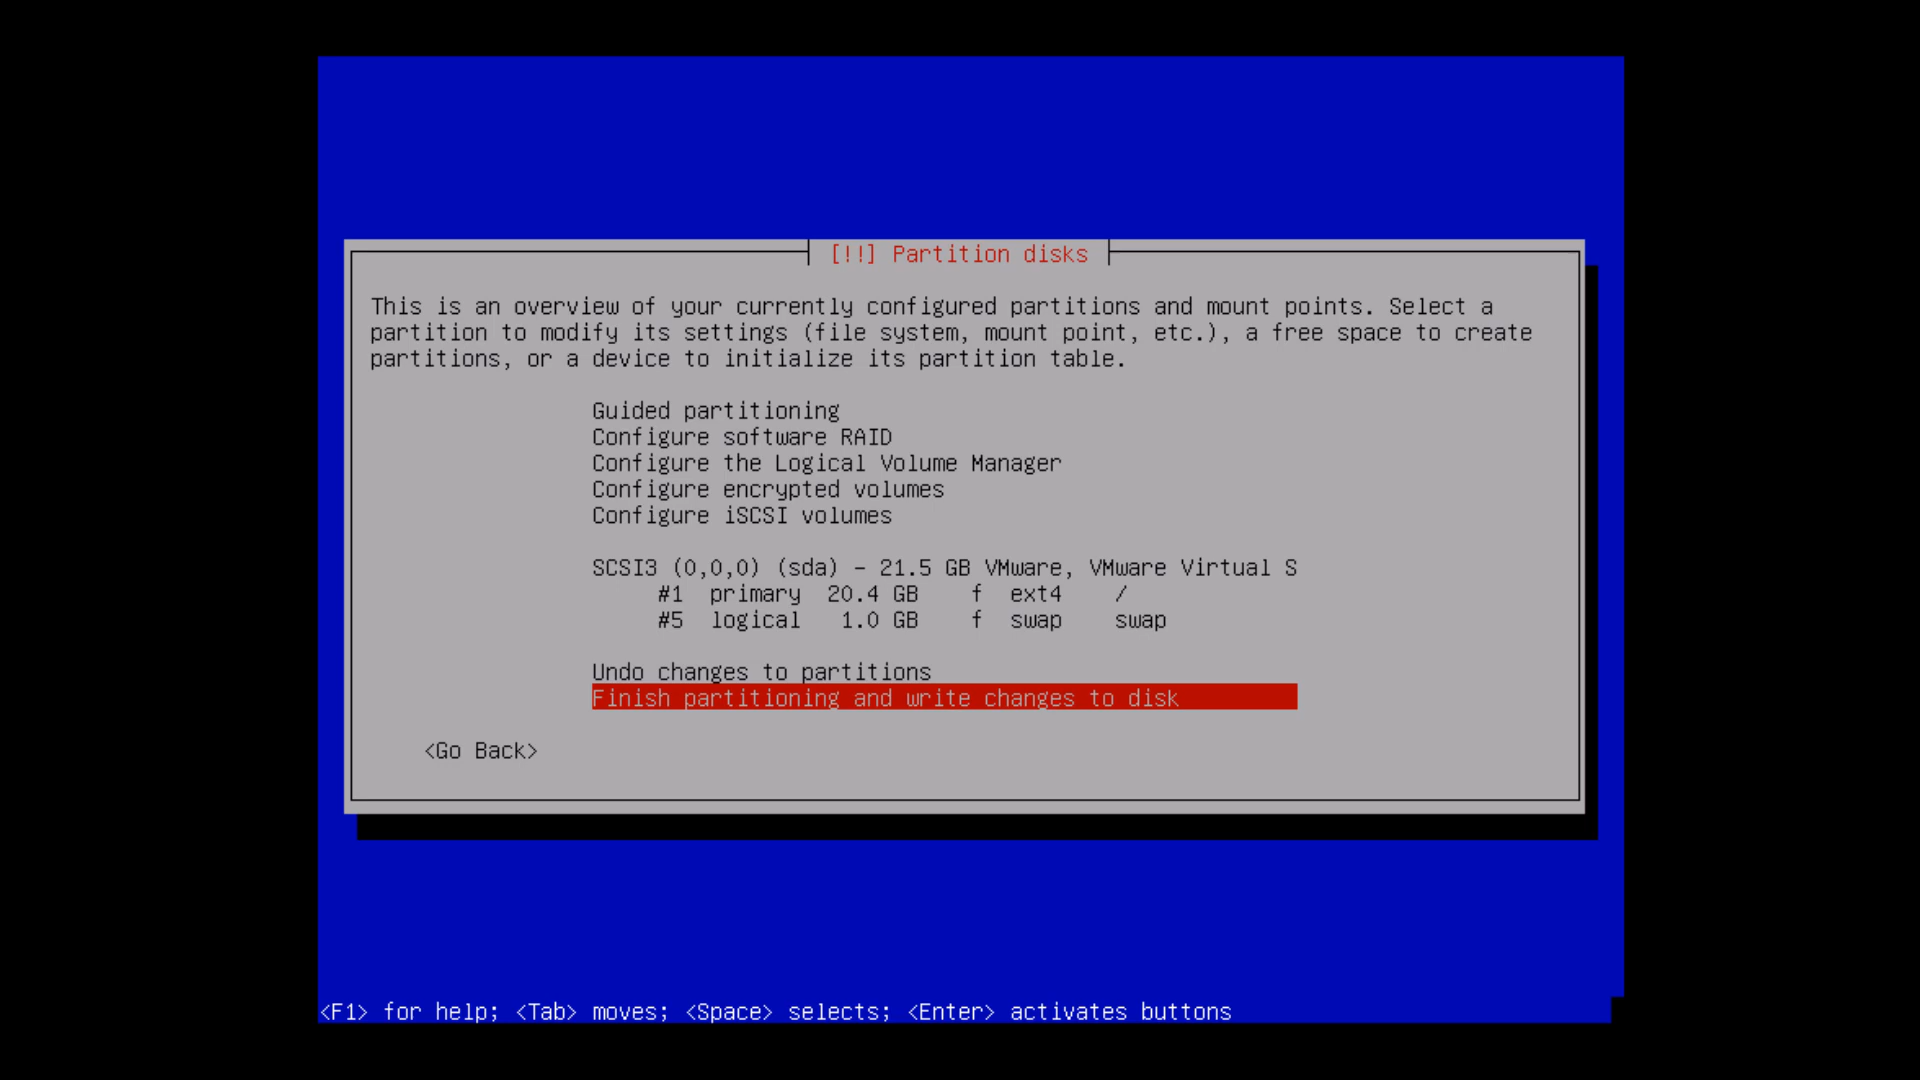 [!!] Partition disks
This is an overview of your currently configured partitions and mount points. Select a
partition to modify its settings (file system, mount point, etc.), a free space to create
partitions, or a device to initialize its partition table.
Guided partitioning
Configure software RAID
Configure the Logical Volume Manager
Configure encrypted volumes
Configure iSCSI volumes
SCSI3 (0,0,0) (sda) - 21.5 GB VMware, VMware Virtual S
#1 primary 20.4 GB f ext4 /
#5 logical 1.0 GB f swap swap
Undo changes to partitions
Finish partitioning and write changes to disk
<Go Back>
<F1> for help; <Tab> moves; <Space> selects; <Enter> activates buttons